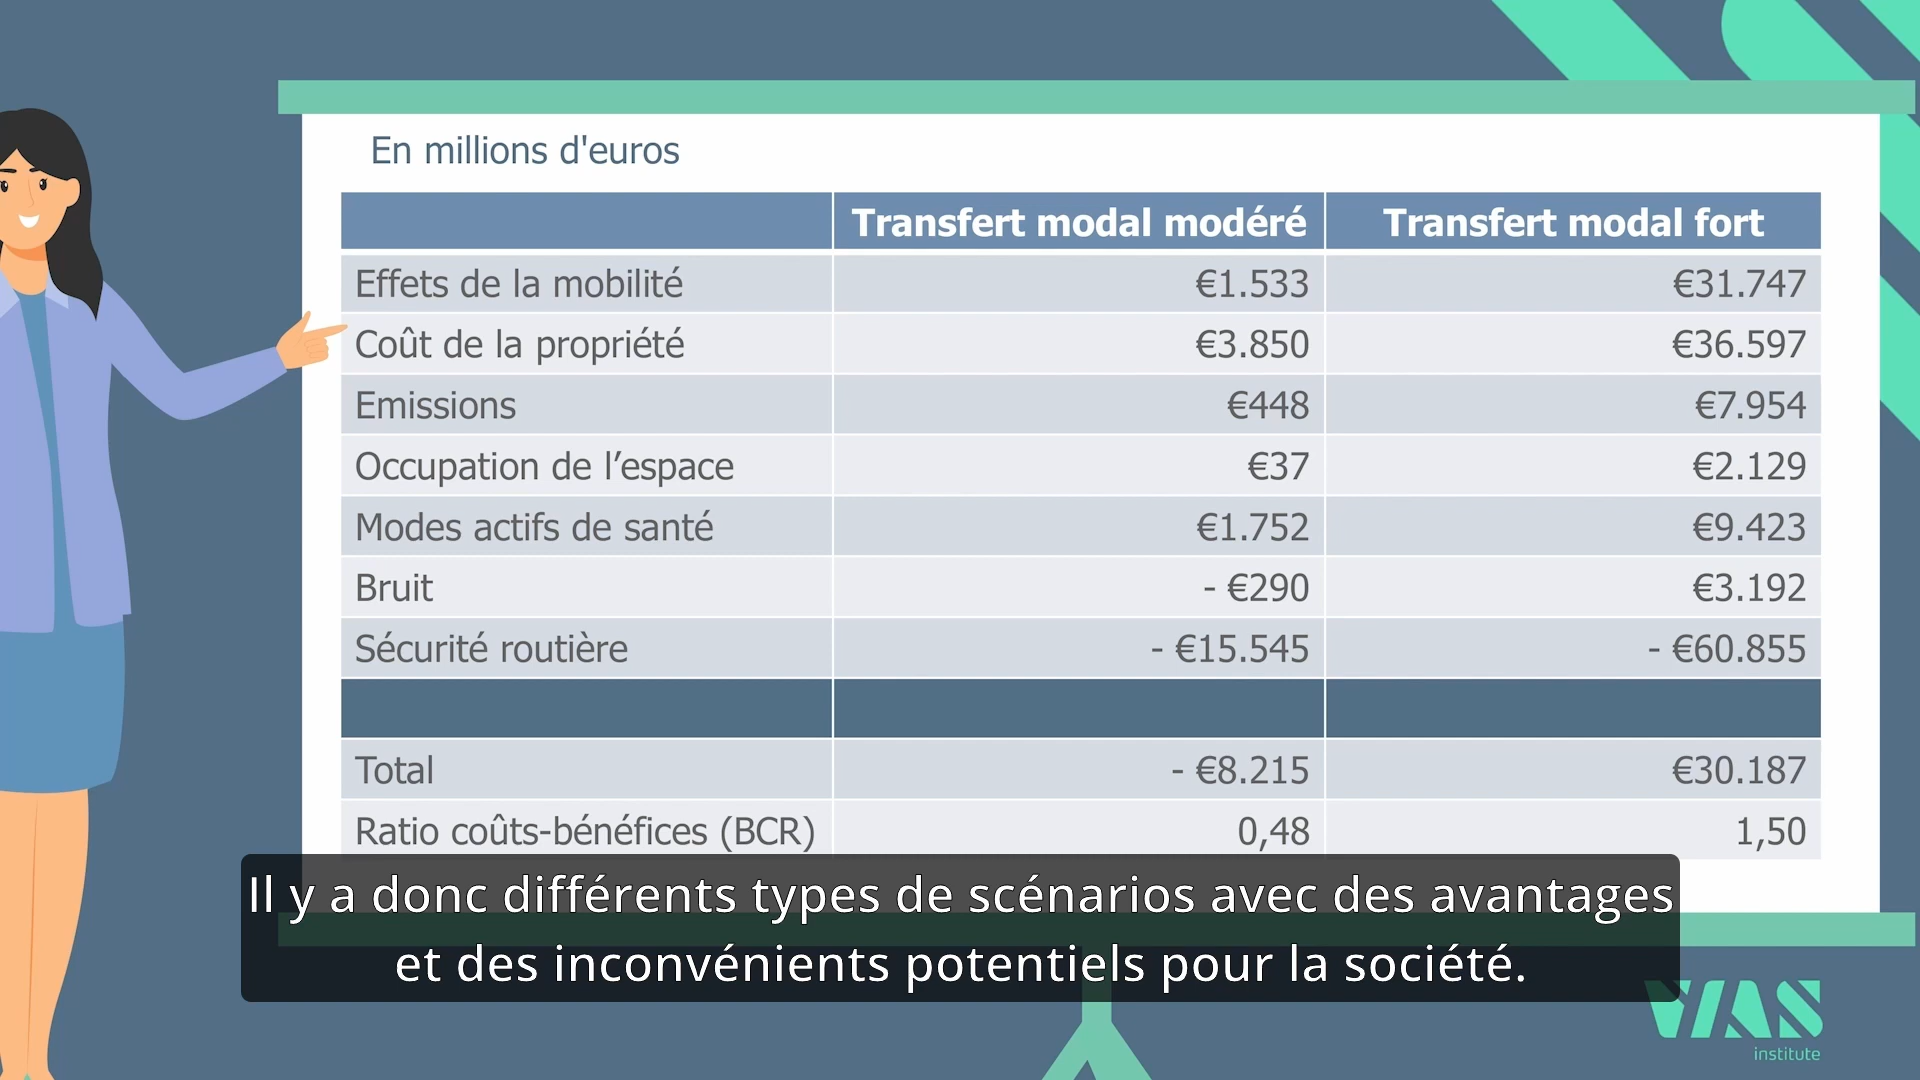 En millions d'euros
Transfert modal modéré Transfert modal fort
Effets de la mobilité €1.533 €31.747
Coût de la propriété €3.850 €36.597
Emissions €448 €7.954
Occupation de l’espace €37 €2.129
Modes actifs de santé €1.752 €9.423
Bruit - €290 €3.192
Sécurité routière - €15.545 - €60.855
Total - €8.215 €30.187
Ratio coûts-bénéfices (BCR) 0,48 1,50
Il y a donc différents types de scénarios avec des avantages
et des inconvénients potentiels pour la société.
VIAS
institute